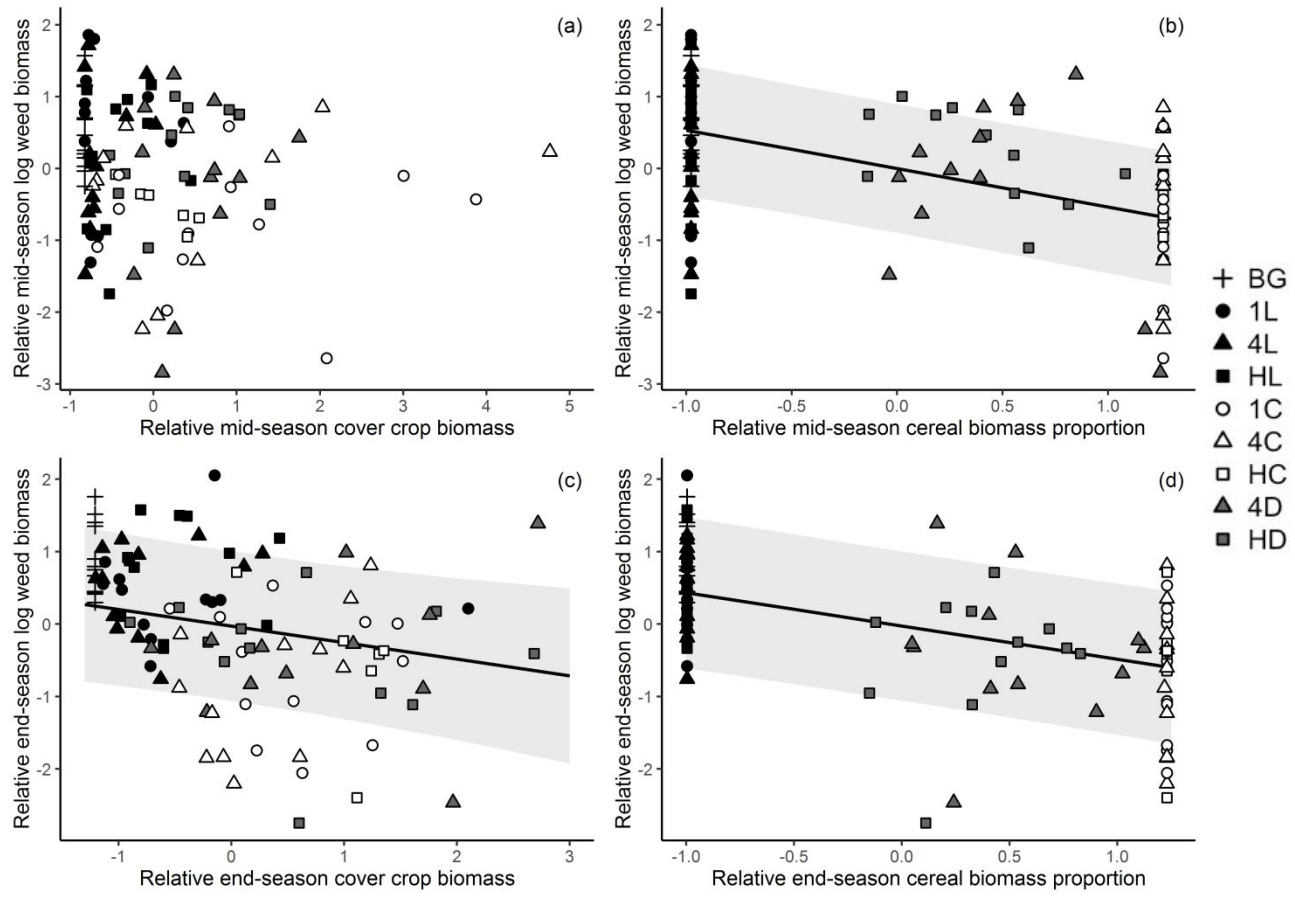 (a)
Relative mid-season log weed biomass
2
1
0
-1
-2
-3
-1 0 1 2 3 4 5
Relative mid-season cover crop biomass
(b)
Relative mid-season log weed biomass
2
1
0
-1
-2
-3
-1.0 -0.5 0.0 0.5 1.0
Relative mid-season cereal biomass proportion
(c)
Relative end-season log weed biomass
2
1
0
-1
-2
-1 0 1 2 3
Relative end-season cover crop biomass
(d)
Relative end-season log weed biomass
2
1
0
-1
-2
-1.0 -0.5 0.0 0.5 1.0
Relative end-season cereal biomass proportion
BG
1L
4L
HL
1C
4C
HC
4D
HD